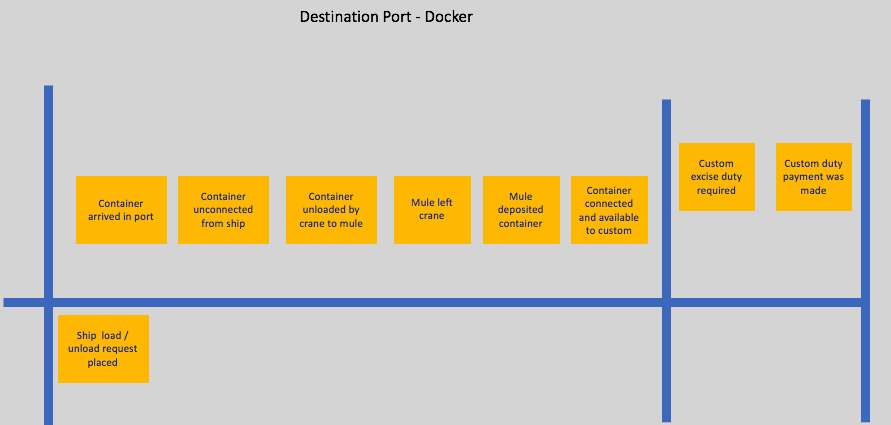 Destination Port - Docker
Container
arrived in port
Container
unconnected
from ship
Container
unloaded by
crane to mule
Mule left
crane
Mule
deposited
container
Container
connected
and available
to custom
Custom
excise duty
required
Custom duty
payment was
made
Ship load /
unload request
placed